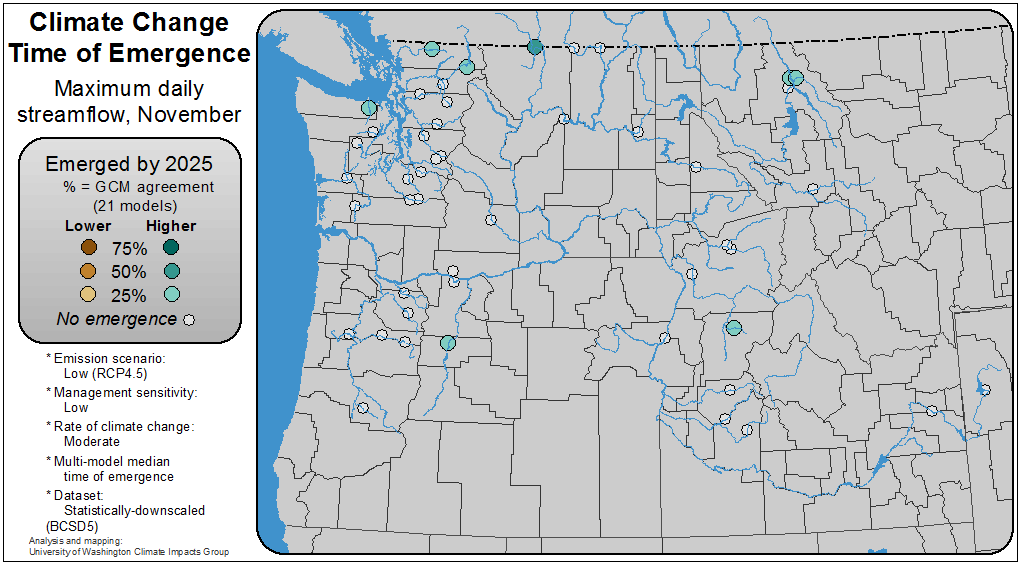 Climate Change
Time of Emergence
Maximum daily
streamflow, November
Emerged by 2025
% = GCM agreement
(21 models)
Lower Higher
75%
50%
25%
No emergence
* Emission scenario:
Low (RCP4.5)
* Management sensitivity:
Low
* Rate of climate change:
Moderate
* Multi-model median
time of emergence
* Dataset:
Statistically-downscaled
(BCSD5)
Analysis and mapping:
University of Washington Climate Impacts Group